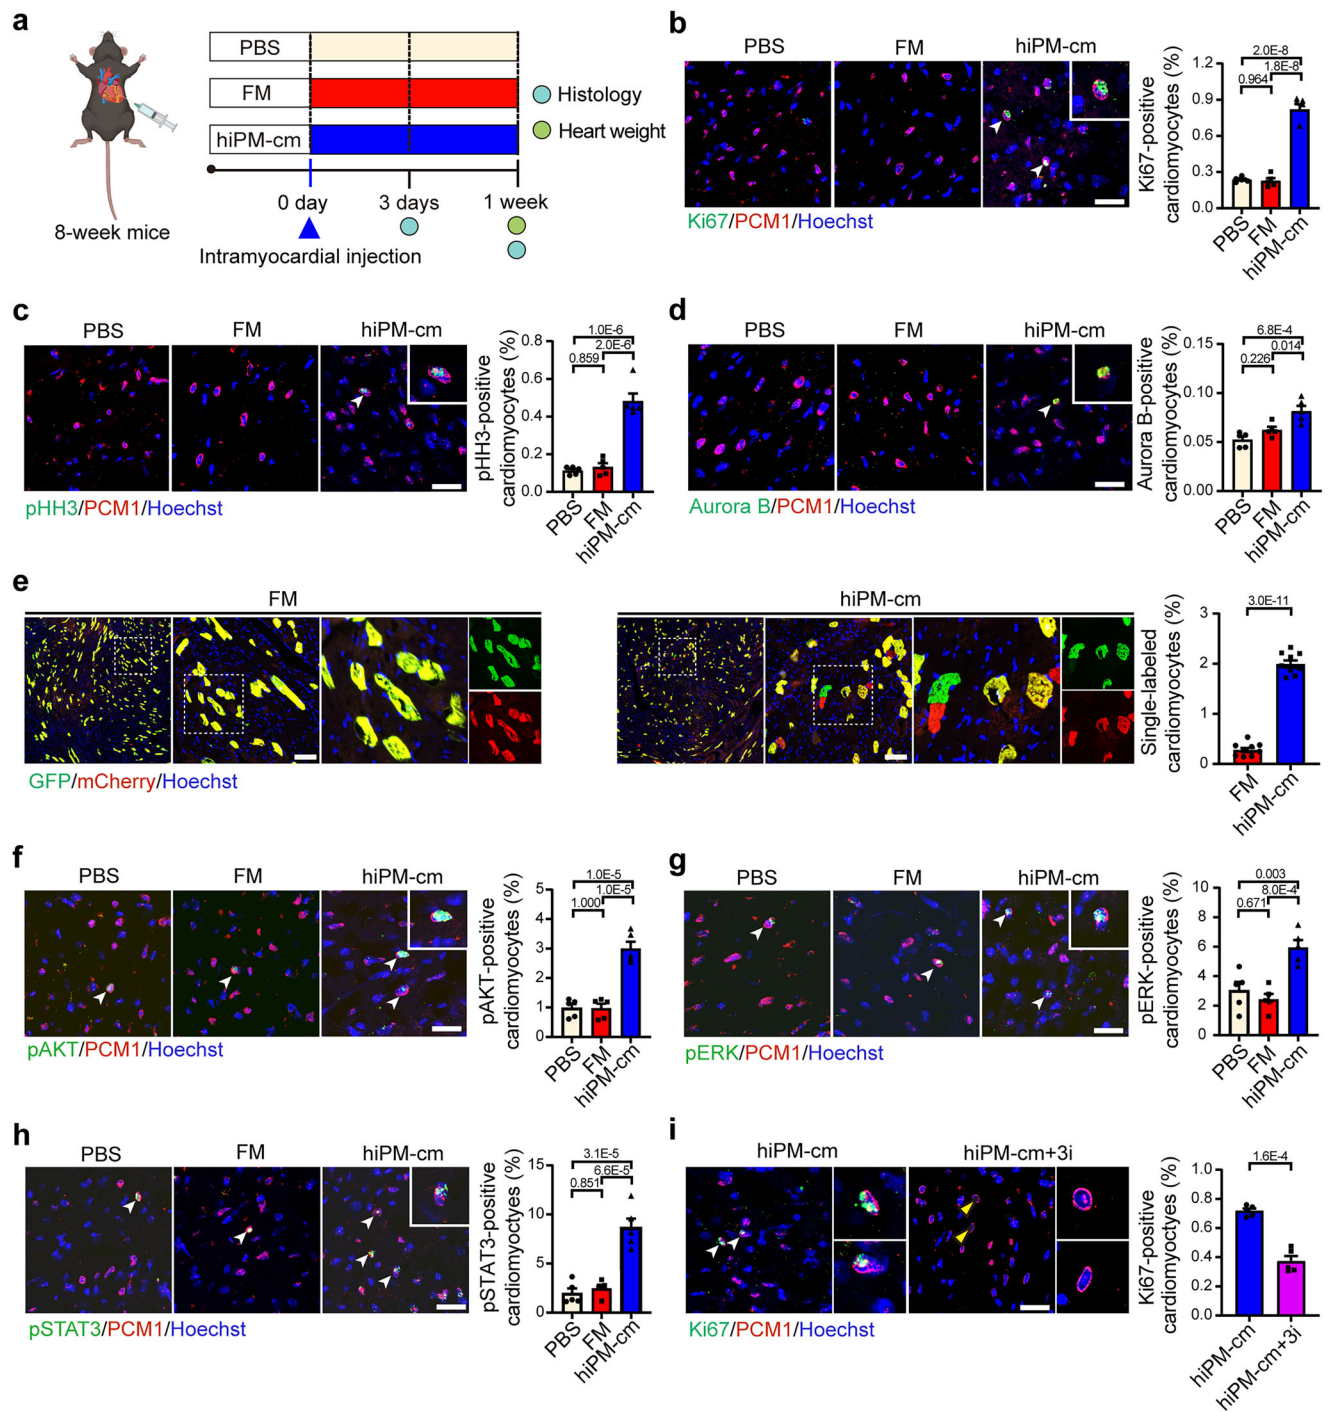 a
PBS
FM
hiPM-cm
Histology
Heart weight
0 day
3 days
1 week
8-week mice
Intramyocardial injection
b
PBS
FM
hiPM-cm
Ki67/PCM1/Hoechst
Ki67-positive
cardiomyocytes (%)
1.2
0.9
0.6
0.3
0.0
2.0E-8
1.8E-8
0.964
PBS
FM
hiPM-cm
c
PBS
FM
hiPM-cm
pHH3/PCM1/Hoechst
pHH3-positive
cardiomyocytes (%)
0.8
0.6
0.4
0.2
0.0
1.0E-6
2.0E-6
0.859
PBS
FM
hiPM-cm
d
PBS
FM
hiPM-cm
Aurora B/PCM1/Hoechst
Aurora B-positive
cardiomyocytes (%)
0.15
0.10
0.05
0.00
6.8E-4
0.014
0.226
PBS
FM
hiPM-cm
e
FM
hiPM-cm
GFP/mCherry/Hoechst
Single-labeled
cardiomyocytes (%)
3
2
1
0
3.0E-11
FM
hiPM-cm
f
PBS
FM
hiPM-cm
pAKT/PCM1/Hoechst
pAKT-positive
cardiomyocytes (%)
5
4
3
2
1
0
1.0E-5
1.0E-5
1.000
PBS
FM
hiPM-cm
g
PBS
FM
hiPM-cm
pERK/PCM1/Hoechst
pERK-positive
cardiomyocytes (%)
10
8
6
4
2
0
0.003
8.0E-4
0.671
PBS
FM
hiPM-cm
h
PBS
FM
hiPM-cm
pSTAT3/PCM1/Hoechst
pSTAT3-positive
cardiomyoctyes (%)
15
10
5
0
3.1E-5
6.6E-5
0.851
PBS
FM
hiPM-cm
i
hiPM-cm
hiPM-cm+3i
Ki67/PCM1/Hoechst
Ki67-positive
cardiomyoctyes (%)
1.0
0.8
0.6
0.4
0.2
0.0
1.6E-4
hiPM-cm
hiPM-cm+3i